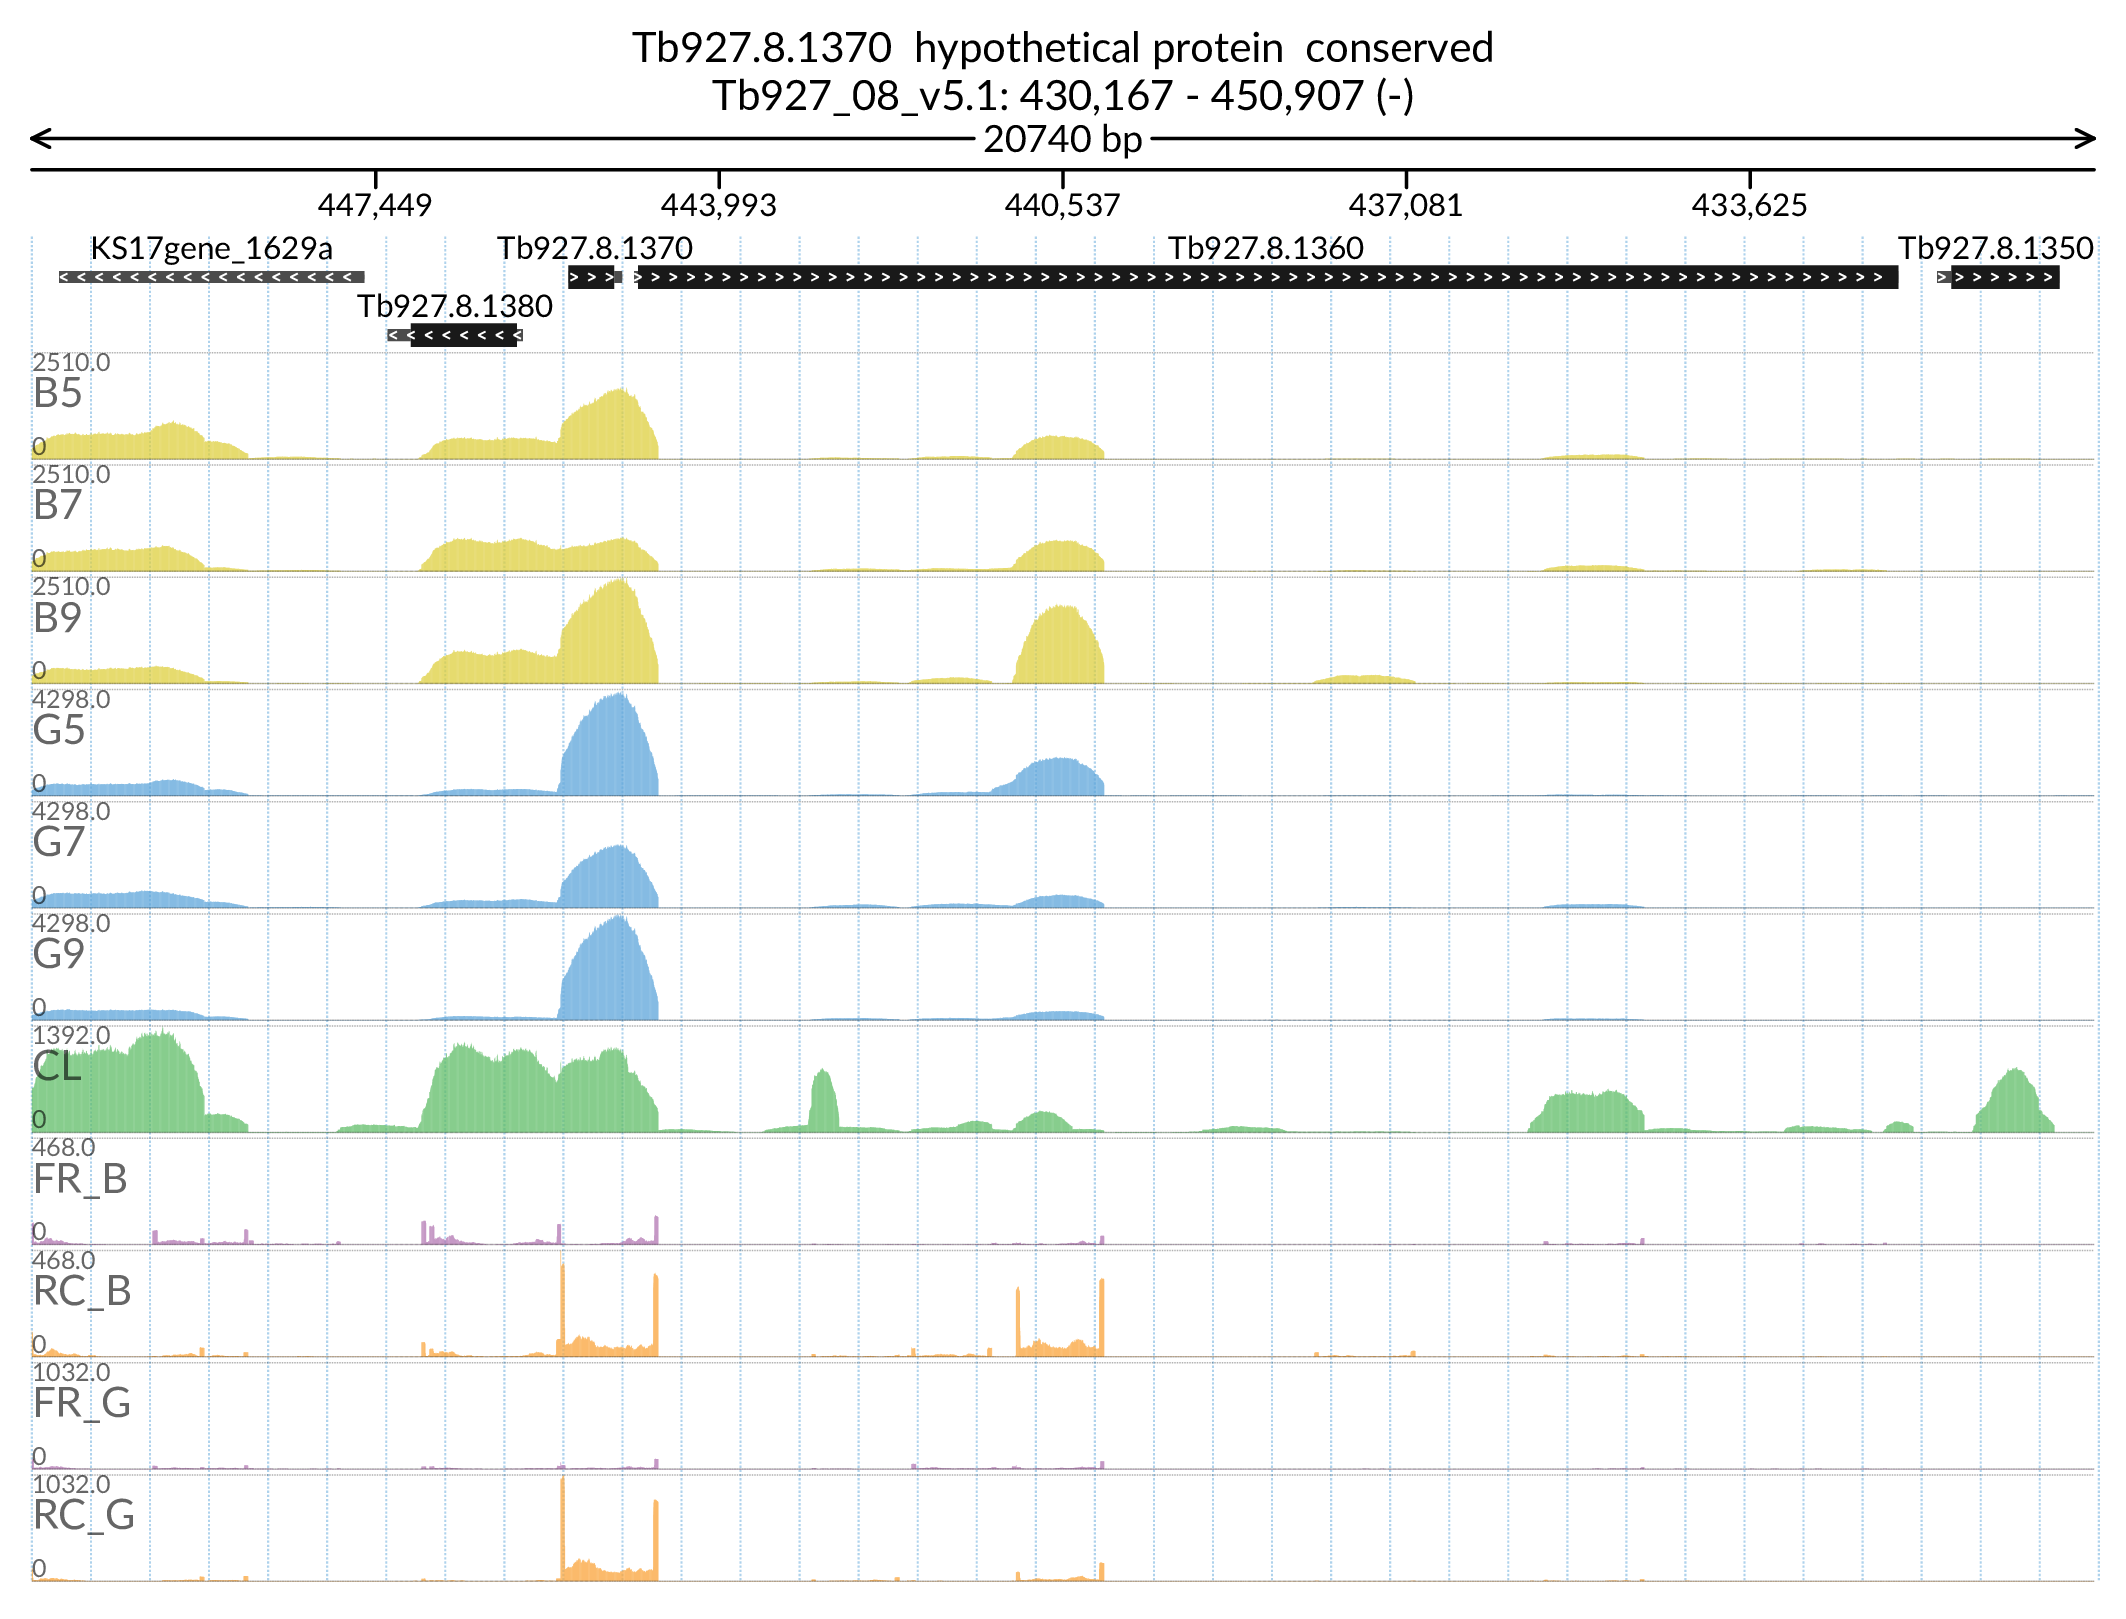 Tb927.8.1370  hypothetical protein  conserved
Tb927_08_v5.1: 430,167 - 450,907 (-)
20740 bp
447,449 443,993 440,537 437,081 433,625
KS17gene_1629a Tb927.8.1370 Tb927.8.1360 Tb927.8.1350
Tb927.8.1380
2510.0
B5
0
2510.0
B7
0
2510.0
B9
0
4298.0
G5
0
4298.0
G7
0
4298.0
G9
0
1392.0
CL
0
468.0
FR_B
0
468.0
RC_B
0
1032.0
FR_G
0
1032.0
RC_G
0